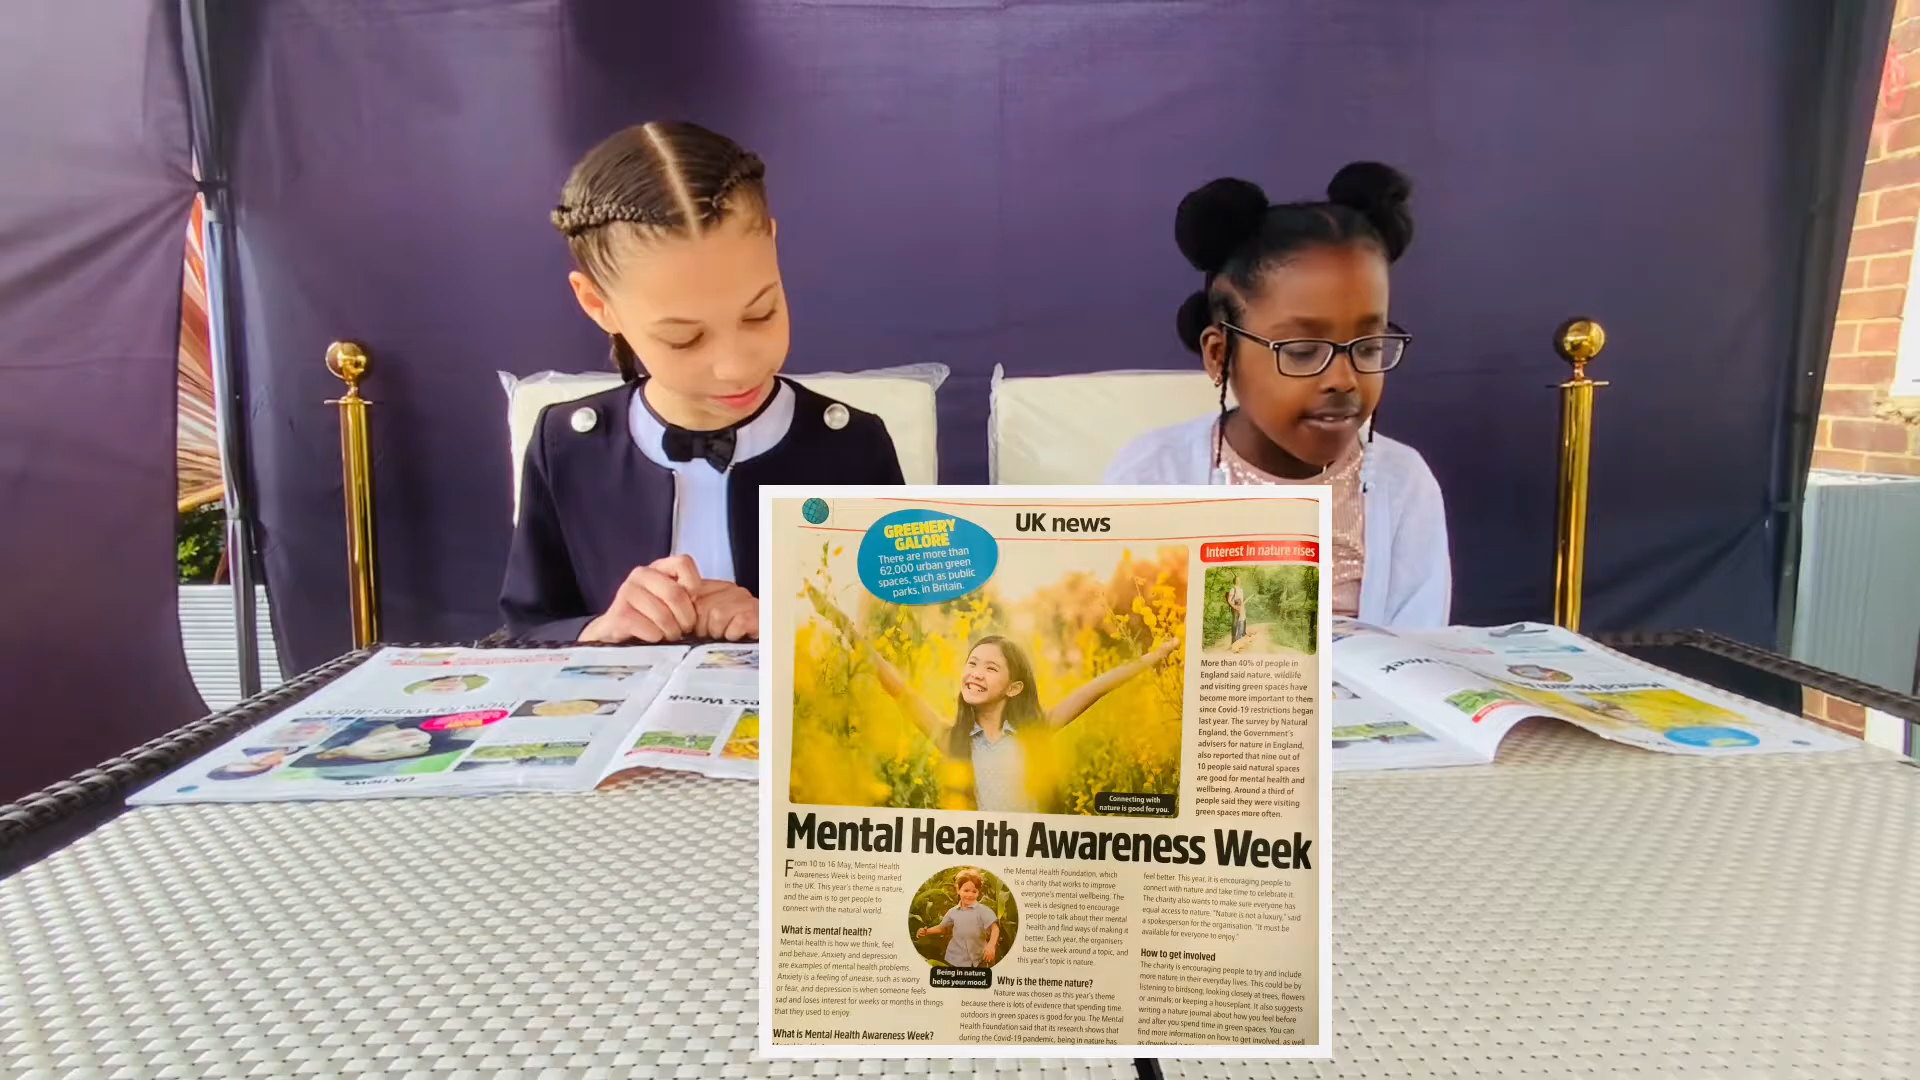 UK news
GREENERY
GALORE
There are more than
62,000 urban green
spaces, such as public
parks, in Britain.
Connecting with
nature is good for you.
Interest in nature rises
More than 40% of people in
England said nature, wildlife
and visiting green spaces have
become more important to them
since Covid-19 restrictions began
last year. The survey by Natural
England, the Government's
advisers for nature in England,
also reported that nine out of
10 people said natural spaces
are good for mental health and
wellbeing. Around a third of
people said they were visiting
green spaces more often.
Mental Health Awareness Week
From 10 to 16 May, Mental Health
Awareness Week is being marked
in the UK. This year's theme is nature,
and the aim is to get people to
connect with the natural world.
What is mental health?
Mental health is how we think, feel
and behave. Anxiety and depression
are examples of mental health problems.
Anxiety is a feeling of unease, such as worry
or fear, and depression is when someone feels
sad and loses interest for weeks or months in things
that they used to enjoy.
What is Mental Health Awareness Week?
Being in nature
helps your mood.
the Mental Health Foundation, which
is a charity that works to improve
everyone's mental wellbeing. The
week is designed to encourage
people to talk about their mental
health and find ways of making it
better. Each year, the organisers
base the week around a topic, and
this year's topic is nature.
Why is the theme nature?
Nature was chosen as this year's theme
because there is lots of evidence that spending time
outdoors in green spaces is good for you. The Mental
Health Foundation said that its research shows that
during the Covid-19 pandemic, being in nature has
feel better. This year, it is encouraging people to
connect with nature and take time to celebrate it.
The charity also wants to make sure everyone has
equal access to nature. "Nature is not a luxury," said
a spokesperson for the organisation. "It must be
available for everyone to enjoy."
How to get involved
The charity is encouraging people to try and include
more nature in their everyday lives. This could be by
listening to birdsong; looking closely at trees, flowers
or animals; or keeping a houseplant. It also suggests
writing a nature journal about how you feel before
and after you spend time in green spaces. You can
find more information on how to get involved, as well
UK news
prizes for young authors
ess Week
Week